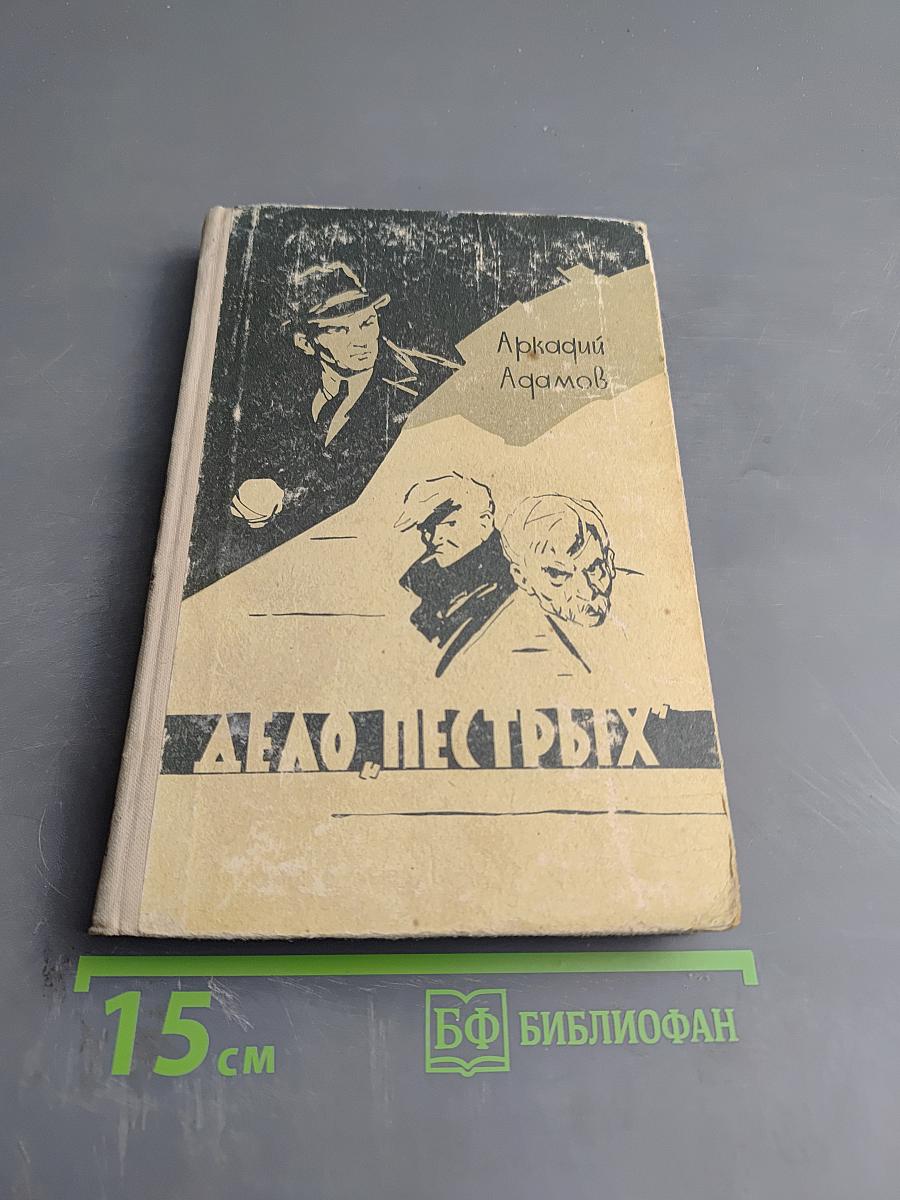 Аркадий
Адамов
ДЕЛО „ПЕСТРЫХ"
15 см
БФ БИБЛИОФАН